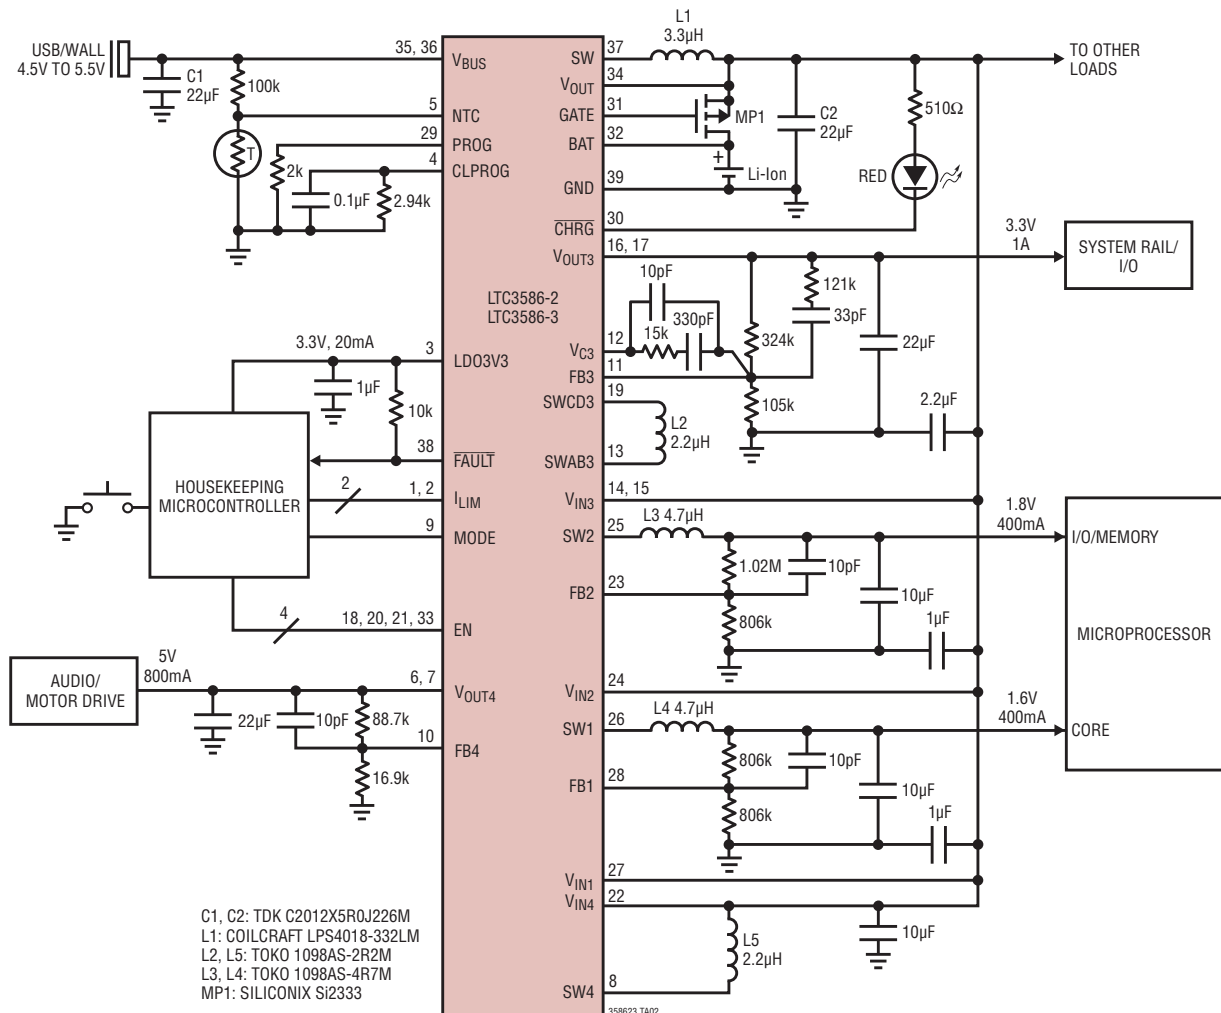 USB/WALL
4.5V TO 5.5V
C1
22µF
100k
T
2k
0.1µF
2.94k
35, 36
VBUS
5
NTC
29
PROG
4
CLPROG
LTC3586-2
LTC3586-3
SW
37
L1
3.3µH
TO OTHER
LOADS
VOUT
34
GATE
31
MP1
BAT
32
+
Li-Ion
C2
22µF
510Ω
RED
GND
39
CHRG
30
VOUT3
16, 17
3.3V
1A
SYSTEM RAIL/
I/O
10pF
15k
330pF
121k
33pF
324k
22µF
VC3
12
FB3
11
105k
2.2µF
SWCD3
19
L2
2.2µH
SWAB3
13
3.3V, 20mA
3
LDO3V3
1µF
10k
38
FAULT
HOUSEKEEPING
MICROCONTROLLER
2
1, 2
ILIM
9
MODE
4
18, 20, 21, 33
EN
VIN3
14, 15
SW2
25
L3 4.7µH
1.8V
400mA
I/O/MEMORY
1.02M
10pF
FB2
23
806k
10µF
1µF
MICROPROCESSOR
AUDIO/
MOTOR DRIVE
5V
800mA
6, 7
VOUT4
22µF
10pF
88.7k
10
FB4
16.9k
VIN2
24
SW1
26
L4 4.7µH
1.6V
400mA
CORE
806k
10pF
FB1
28
806k
10µF
1µF
VIN1
27
VIN4
22
L5
2.2µH
10µF
SW4
8
C1, C2: TDK C2012X5R0J226M
L1: COILCRAFT LPS4018-332LM
L2, L5: TOKO 1098AS-2R2M
L3, L4: TOKO 1098AS-4R7M
MP1: SILICONIX Si2333
358623 TA02